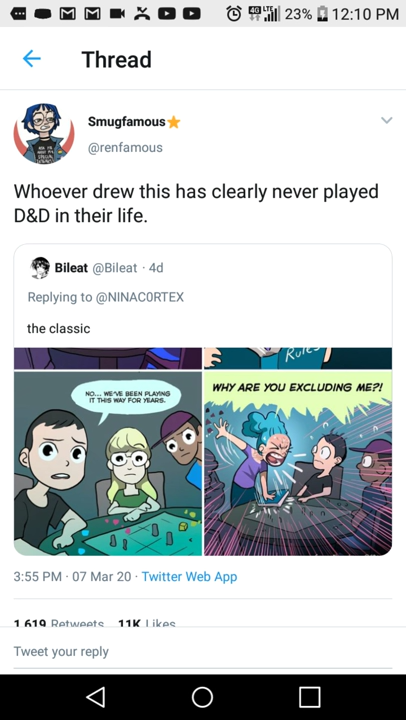 23% 12:10 PM
Thread
Smugfamous
@renfamous
Whoever drew this has clearly never played
D&D in their life.
Bileat @Bileat · 4d
Replying to @NINAC0RTEX
the classic
Rules
NO... WE'VE BEEN PLAYING
IT THIS WAY FOR YEARS.
WHY ARE YOU EXCLUDING ME?!
3:55 PM · 07 Mar 20 · Twitter Web App
1,619 Retweets 11K Likes
Tweet your reply